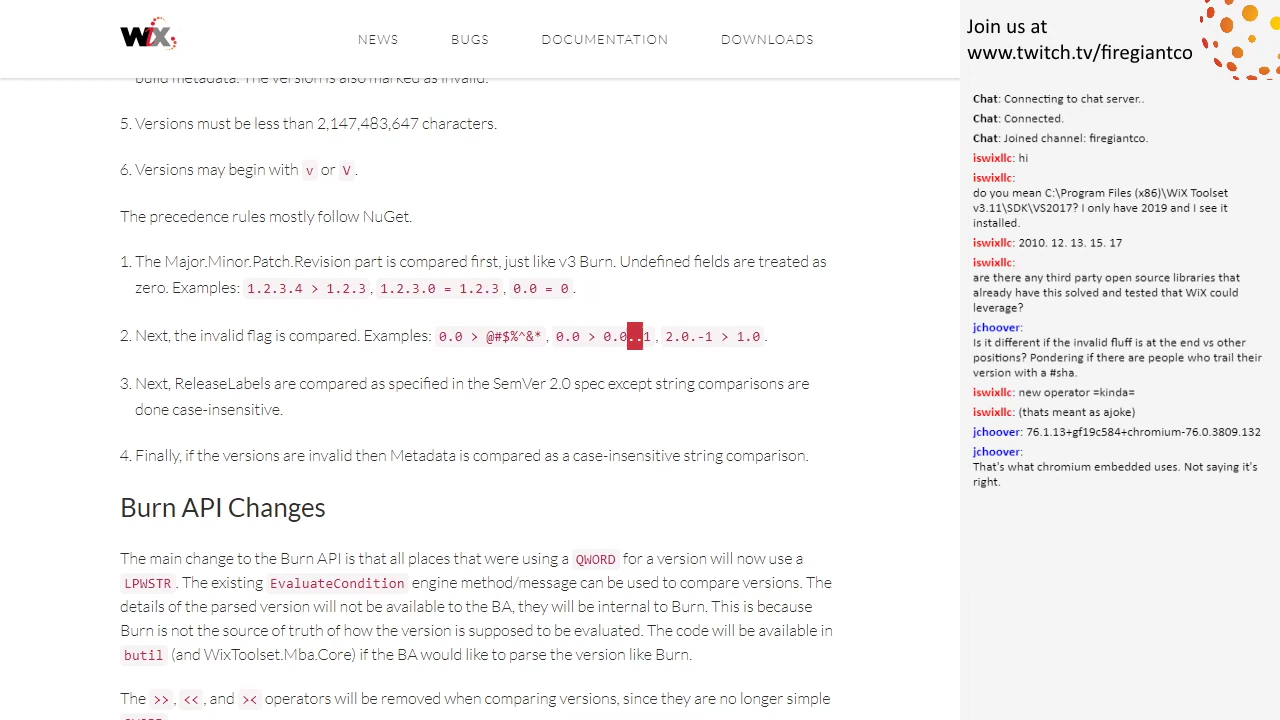 WiX
NEWS
BUGS
DOCUMENTATION
DOWNLOADS
build metadata. The version is also marked as invalid.
5. Versions must be less than 2,147,483,647 characters.
6. Versions may begin with v or V.
The precedence rules mostly follow NuGet.
1. The Major.Minor.Patch.Revision part is compared first, just like v3 Burn. Undefined fields are treated as
zero. Examples: 1.2.3.4 > 1.2.3, 1.2.3.0 = 1.2.3, 0.0 = 0.
2. Next, the invalid flag is compared. Examples: 0.0 > @#$%^&*, 0.0 > 0.0..1, 2.0.-1 > 1.0.
3. Next, ReleaseLabels are compared as specified in the SemVer 2.0 spec except string comparisons are
done case-insensitive.
4. Finally, if the versions are invalid then Metadata is compared as a case-insensitive string comparison.
Burn API Changes
The main change to the Burn API is that all places that were using a QWORD for a version will now use a
LPWSTR. The existing EvaluateCondition engine method/message can be used to compare versions. The
details of the parsed version will not be available to the BA, they will be internal to Burn. This is because
Burn is not the source of truth of how the version is supposed to be evaluated. The code will be available in
butil (and WixToolset.Mba.Core) if the BA would like to parse the version like Burn.
The >>, <<, and >< operators will be removed when comparing versions, since they are no longer simple
Join us at
www.twitch.tv/firegiantco
Chat: Connecting to chat server..
Chat: Connected.
Chat: Joined channel: firegiantco.
iswixllc: hi
iswixllc:
do you mean C:\Program Files (x86)\WiX Toolset
v3.11\SDK\VS2017? I only have 2019 and I see it
installed.
iswixllc: 2010. 12. 13. 15. 17
iswixllc:
are there any third party open source libraries that
already have this solved and tested that WiX could
leverage?
jchoover:
Is it different if the invalid fluff is at the end vs other
positions? Pondering if there are people who trail their
version with a #sha.
iswixllc: new operator =kinda=
iswixllc: (thats meant as ajoke)
jchoover: 76.1.13+gf19c584+chromium-76.0.3809.132
jchoover:
That's what chromium embedded uses. Not saying it's
right.